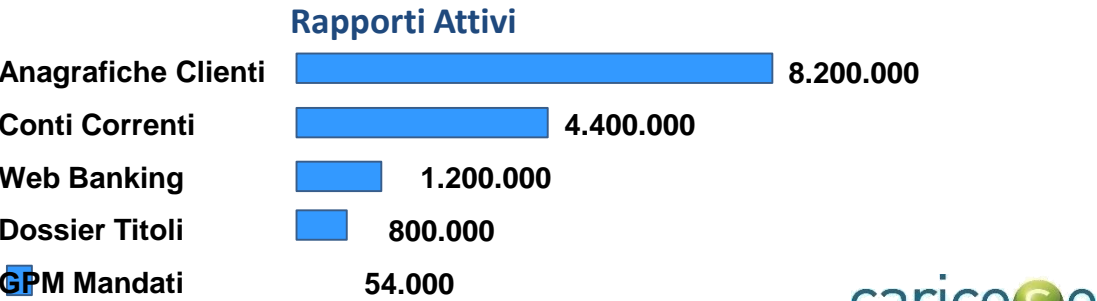 Rapporti Attivi
Anagrafiche Clienti 8.200.000
Conti Correnti 4.400.000
Web Banking 1.200.000
Dossier Titoli 800.000
GPM Mandati 54.000